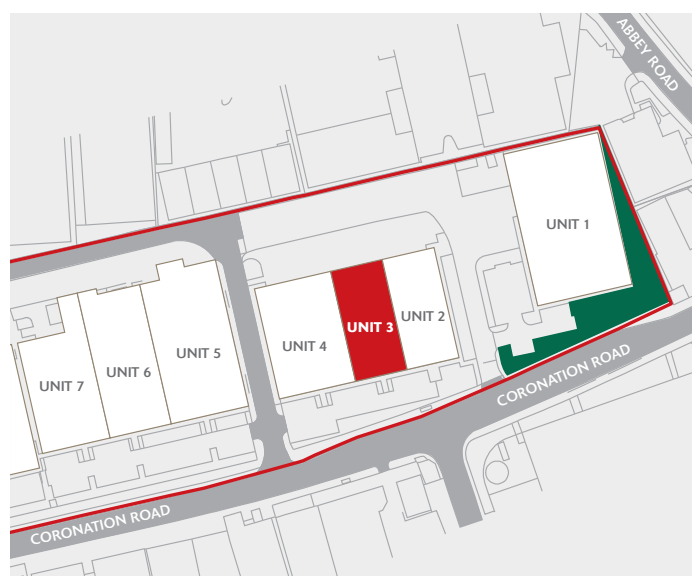 ABBEY ROAD
UNIT 1
UNIT 2
UNIT 3
UNIT 4
UNIT 5
UNIT 6
UNIT 7
CORONATION ROAD
CORONATION ROAD